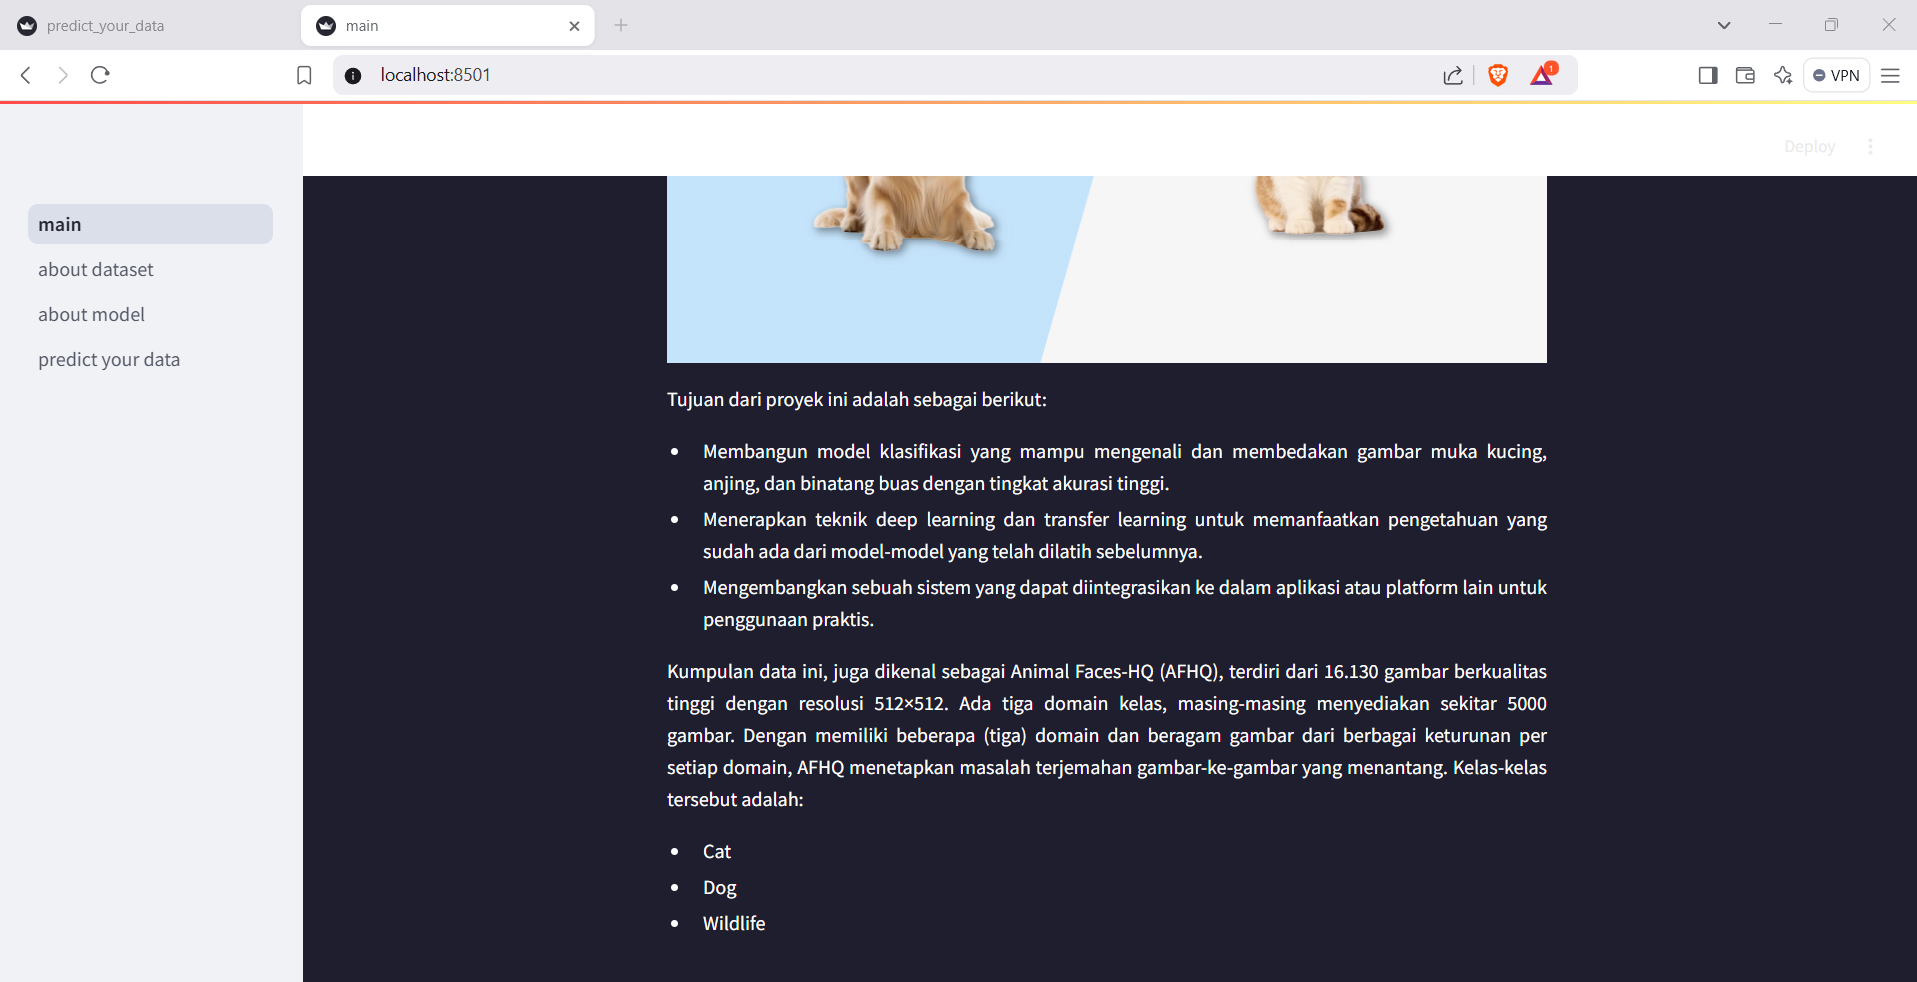 predict_your_data
main
localhost:8501
1
VPN
Deploy
main
about dataset
about model
predict your data
Tujuan dari proyek ini adalah sebagai berikut:
• Membangun model klasifikasi yang mampu mengenali dan membedakan gambar muka kucing,
anjing, dan binatang buas dengan tingkat akurasi tinggi.
• Menerapkan teknik deep learning dan transfer learning untuk memanfaatkan pengetahuan yang
sudah ada dari model-model yang telah dilatih sebelumnya.
• Mengembangkan sebuah sistem yang dapat diintegrasikan ke dalam aplikasi atau platform lain untuk
penggunaan praktis.
Kumpulan data ini, juga dikenal sebagai Animal Faces-HQ (AFHQ), terdiri dari 16.130 gambar berkualitas
tinggi dengan resolusi 512×512. Ada tiga domain kelas, masing-masing menyediakan sekitar 5000
gambar. Dengan memiliki beberapa (tiga) domain dan beragam gambar dari berbagai keturunan per
setiap domain, AFHQ menetapkan masalah terjemahan gambar-ke-gambar yang menantang. Kelas-kelas
tersebut adalah:
• Cat
• Dog
• Wildlife